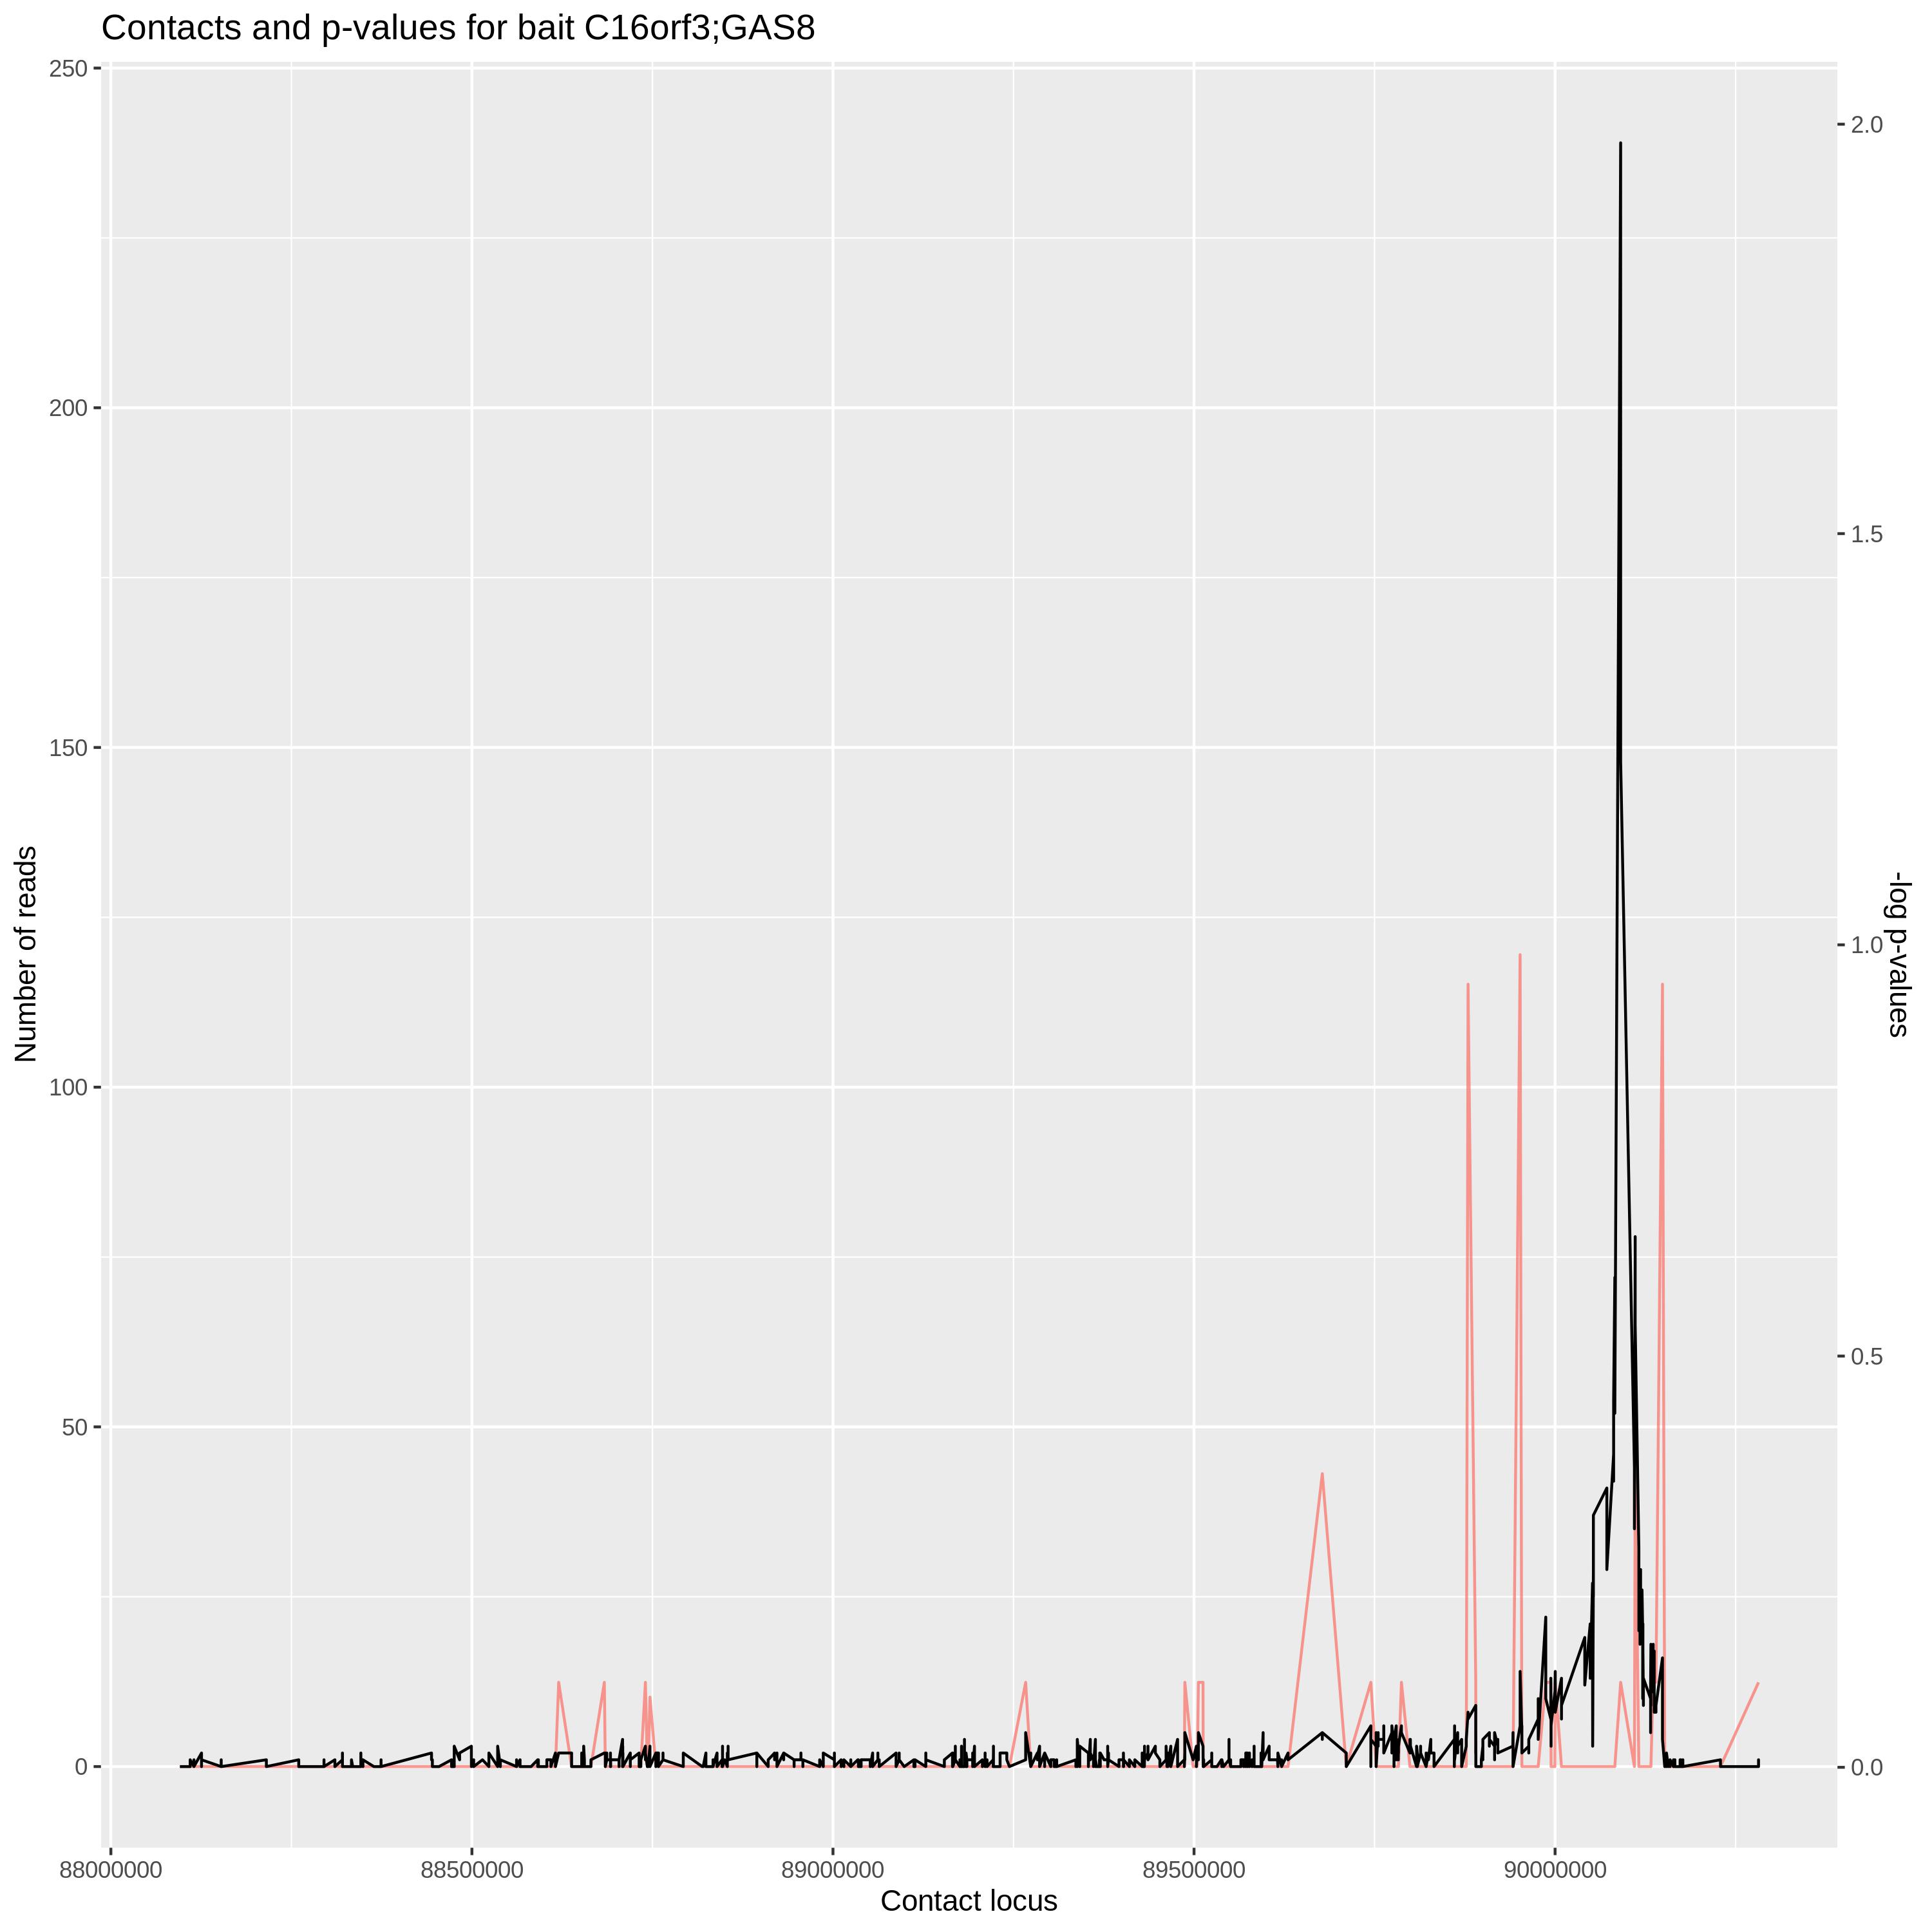 Contacts and p-values for bait C16orf3;GAS8
250
200
150
100
50
0
Number of reads
2.0
1.5
1.0
0.5
0.0
-log p-values
88000000 88500000 89000000 89500000 90000000
Contact locus